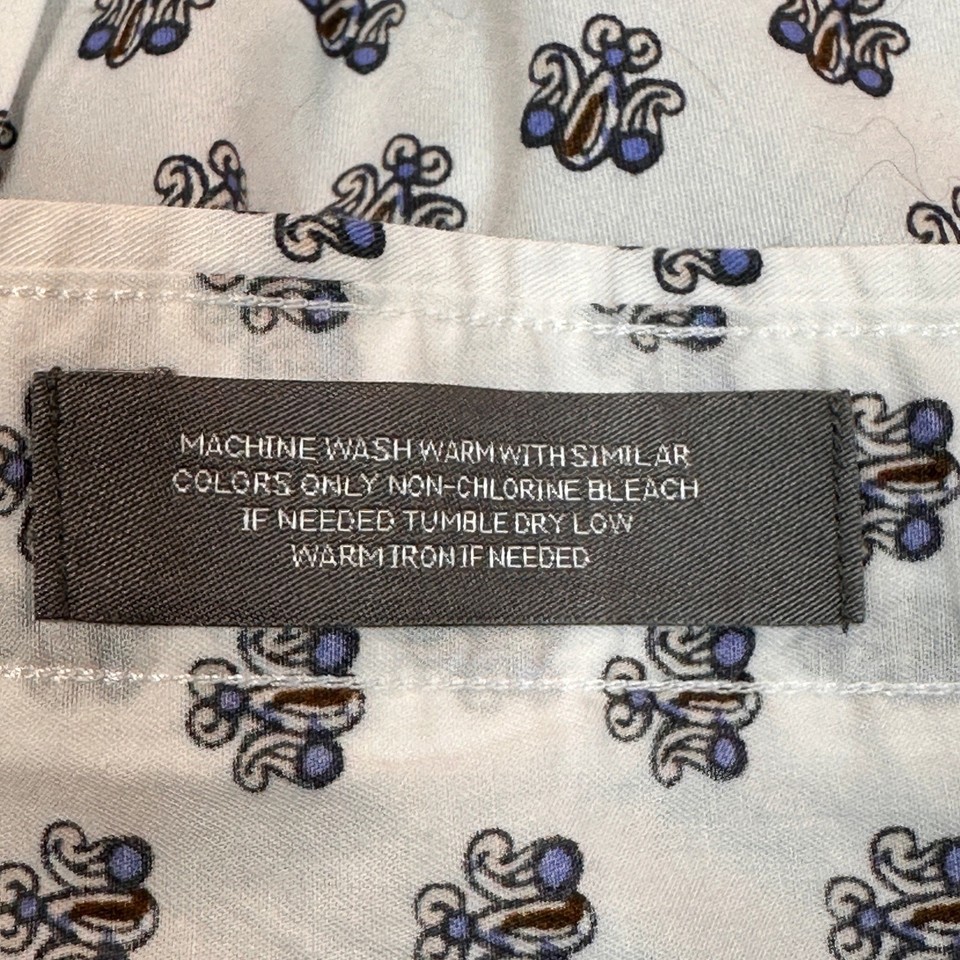 MACHINE WASH WARM WITH SIMILAR
COLORS ONLY NON-CHLORINE BLEACH
IF NEEDED TUMBLE DRY LOW
WARM IRON IF NEEDED